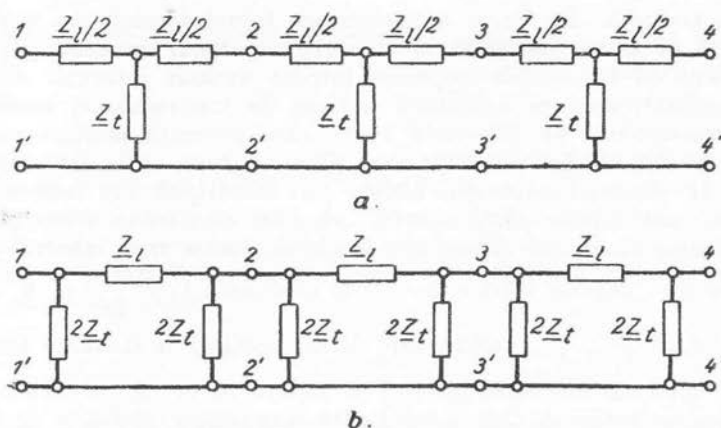 Z_l/2 Z_l/2 Z_l/2 Z_l/2 Z_l/2 Z_l/2
1 2 3 4
Z_t Z_t Z_t
1' 2' 3' 4'
a.
Z_l Z_l Z_l
1 2 3 4
2Z_t 2Z_t 2Z_t 2Z_t 2Z_t 2Z_t
1' 2' 3' 4'
b.